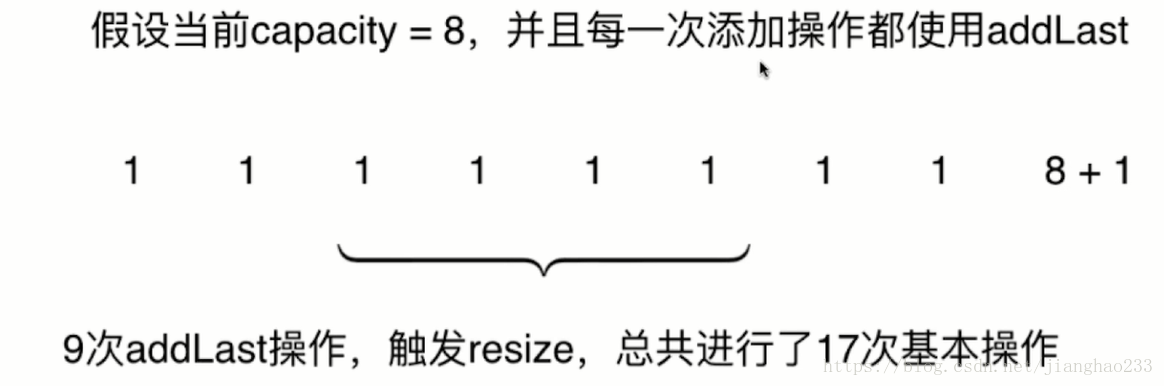 假设当前capacity = 8，并且每一次添加操作都使用addLast
1 1 1 1 1 1 1 1 8 + 1
9次addLast操作，触发resize，总共进行了17次基本操作
https://blog.csdn.net/jianghao233